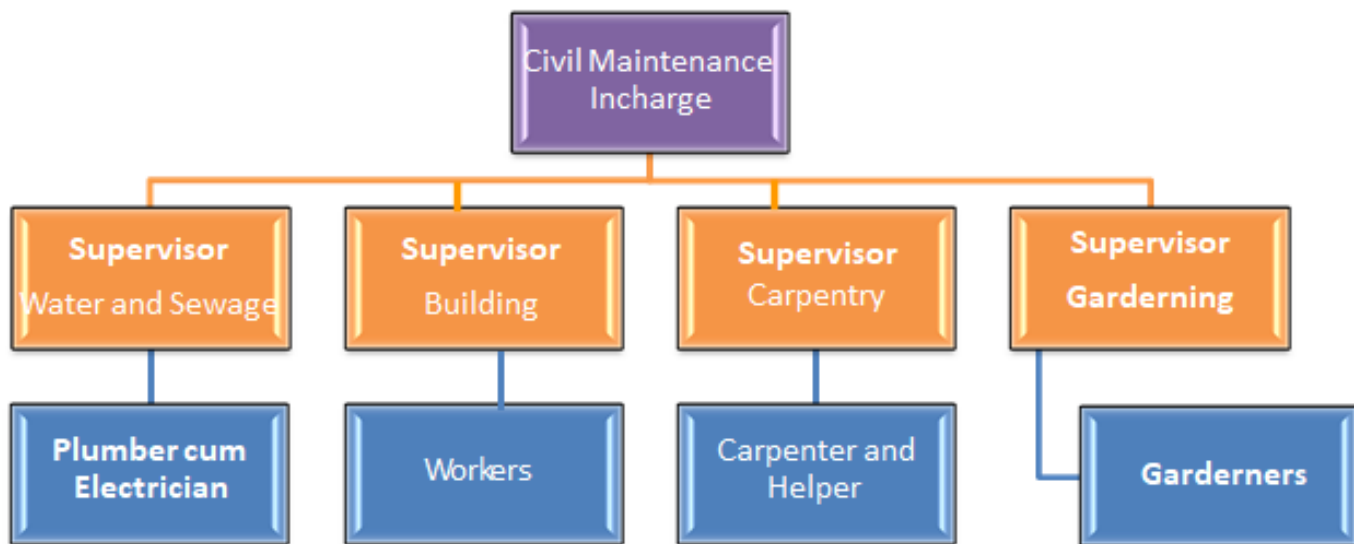 Civil Maintenance
Incharge
Supervisor
Water and Sewage
Supervisor
Building
Supervisor
Carpentry
Supervisor
Garderning
Plumber cum
Electrician
Workers
Carpenter and
Helper
Garderners